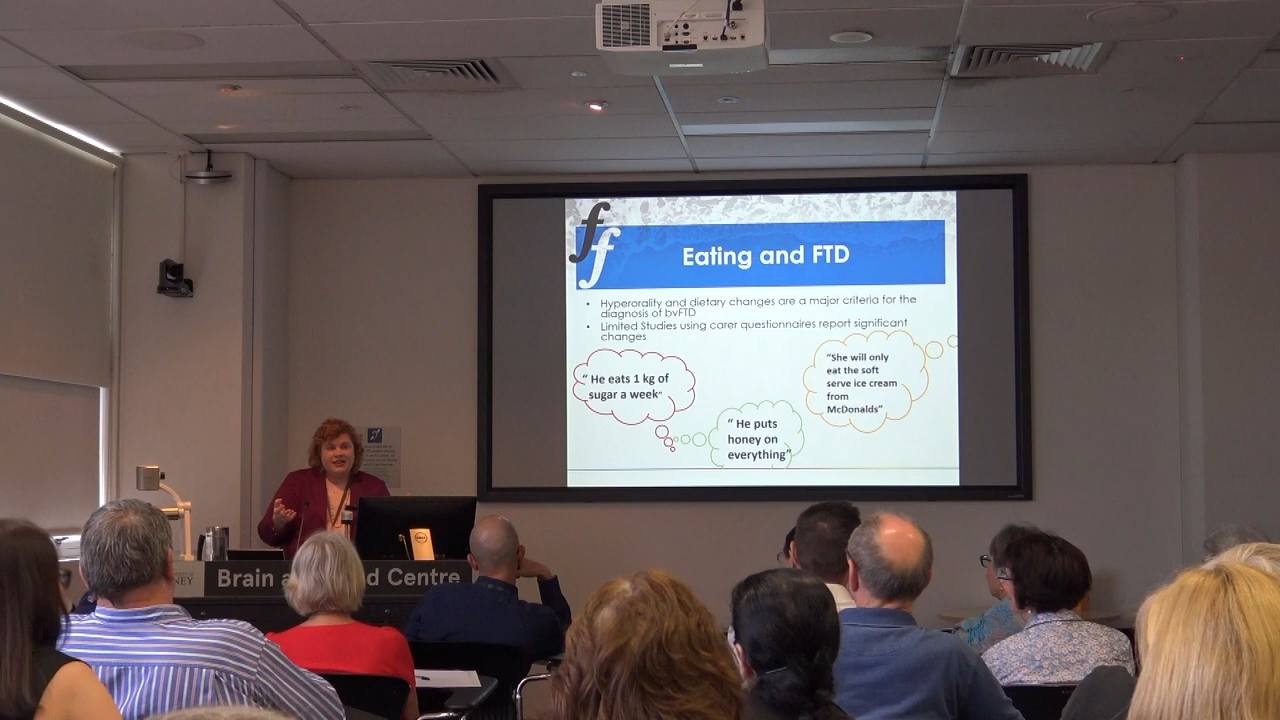 ff
Eating and FTD
• Hyperorality and dietary changes are a major criteria for the
diagnosis of bvFTD
• Limited Studies using carer questionnaires report significant
changes
" He eats 1 kg of
sugar a week"
" He puts
honey on
everything"
"She will only
eat the soft
serve ice cream
from
McDonalds"
NEY
Brain a d Centre
DELL